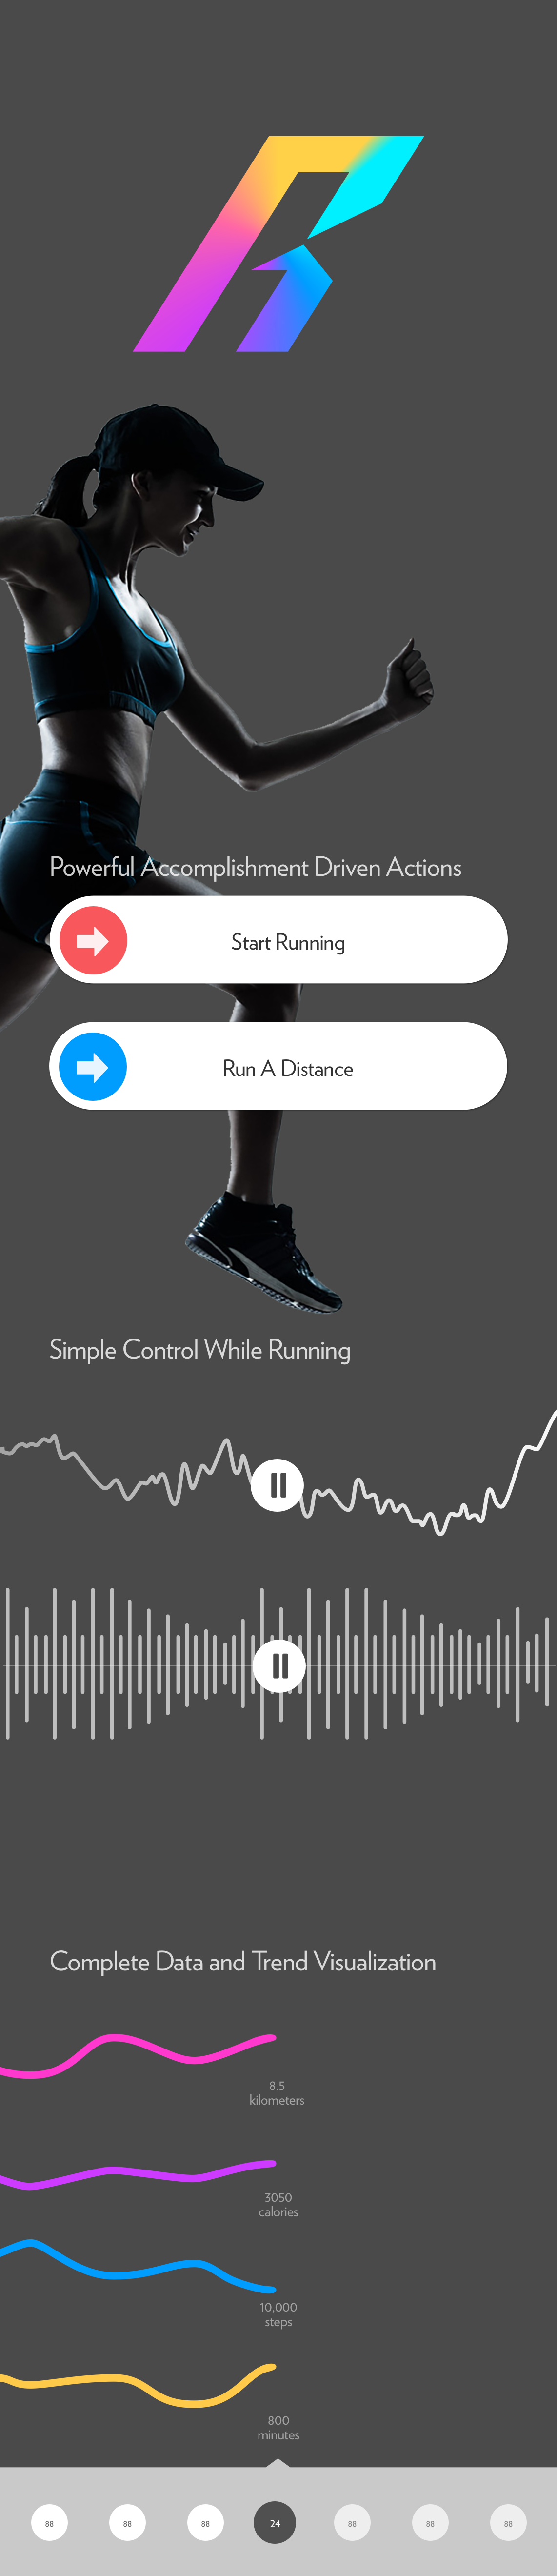 Powerful Accomplishment Driven Actions
Start Running
Run A Distance
Simple Control While Running
Complete Data and Trend Visualization
8.5
kilometers
3050
calories
10,000
steps
800
minutes
88 88 88 24 88 88 88